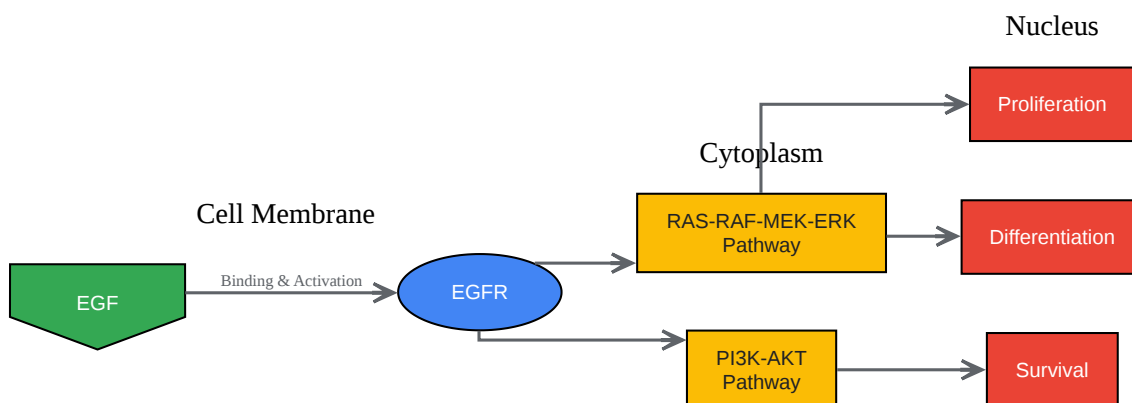 Nucleus
Proliferation
Cytoplasm
Cell Membrane
RAS-RAF-MEK-ERK
Pathway
Differentiation
Binding & Activation
EGF
EGFR
PI3K-AKT
Pathway
Survival